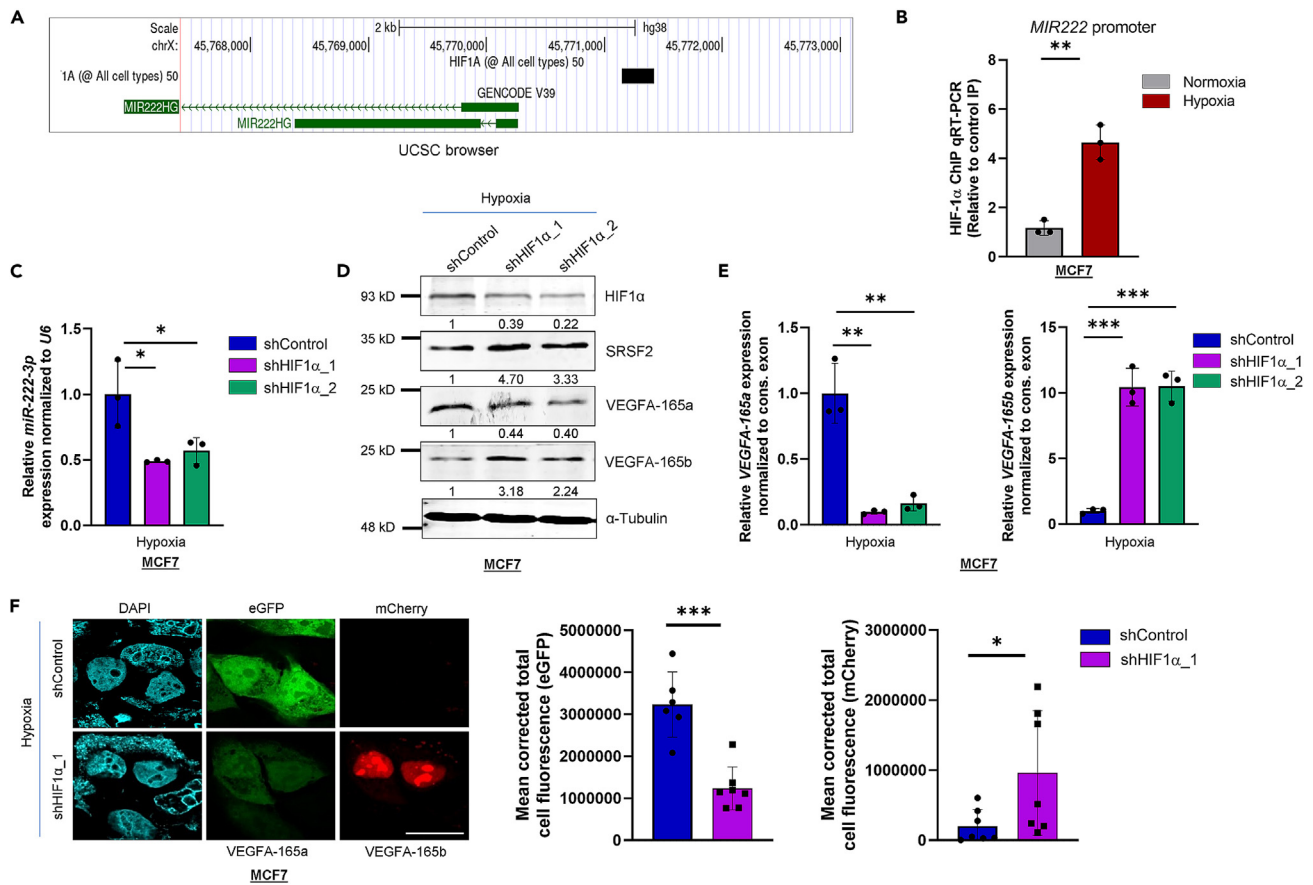 A
Scale
2 kb
hg38
chrX:
45,768,000
45,769,000
45,770,000
45,771,000
45,772,000
45,773,000
HIF1A (@ All cell types) 50
1A (@ All cell types) 50
GENCODE V39
MIR222HG
MIR222HG
UCSC browser
B
MIR222 promoter
**
HIF-1α ChIP qRT-PCR
(Relative to control IP)
8
6
4
2
0
Normoxia
Hypoxia
MCF7
C
Relative miR-222-3p
expression normalized to U6
1.5
1.0
0.5
0.0
*
*
shControl
shHIF1α_1
shHIF1α_2
Hypoxia
MCF7
D
Hypoxia
shControl
shHIF1α_1
shHIF1α_2
93 kD
HIF1α
1 0.39 0.22
35 kD
SRSF2
1 4.70 3.33
25 kD
VEGFA-165a
1 0.44 0.40
25 kD
VEGFA-165b
1 3.18 2.24
α-Tubulin
48 kD
MCF7
E
Relative VEGFA-165a expression
normalized to cons. exon
1.5
1.0
0.5
0.0
**
**
Hypoxia
Relative VEGFA-165b expression
normalized to cons. exon
15
10
5
0
***
***
Hypoxia
shControl
shHIF1α_1
shHIF1α_2
MCF7
F
DAPI
eGFP
mCherry
Hypoxia
shControl
shHIF1α_1
VEGFA-165a
VEGFA-165b
MCF7
Mean corrected total
cell fluorescence (eGFP)
5000000
4000000
3000000
2000000
1000000
0
***
Mean corrected total
cell fluorescence (mCherry)
3000000
2000000
1000000
0
*
shControl
shHIF1α_1